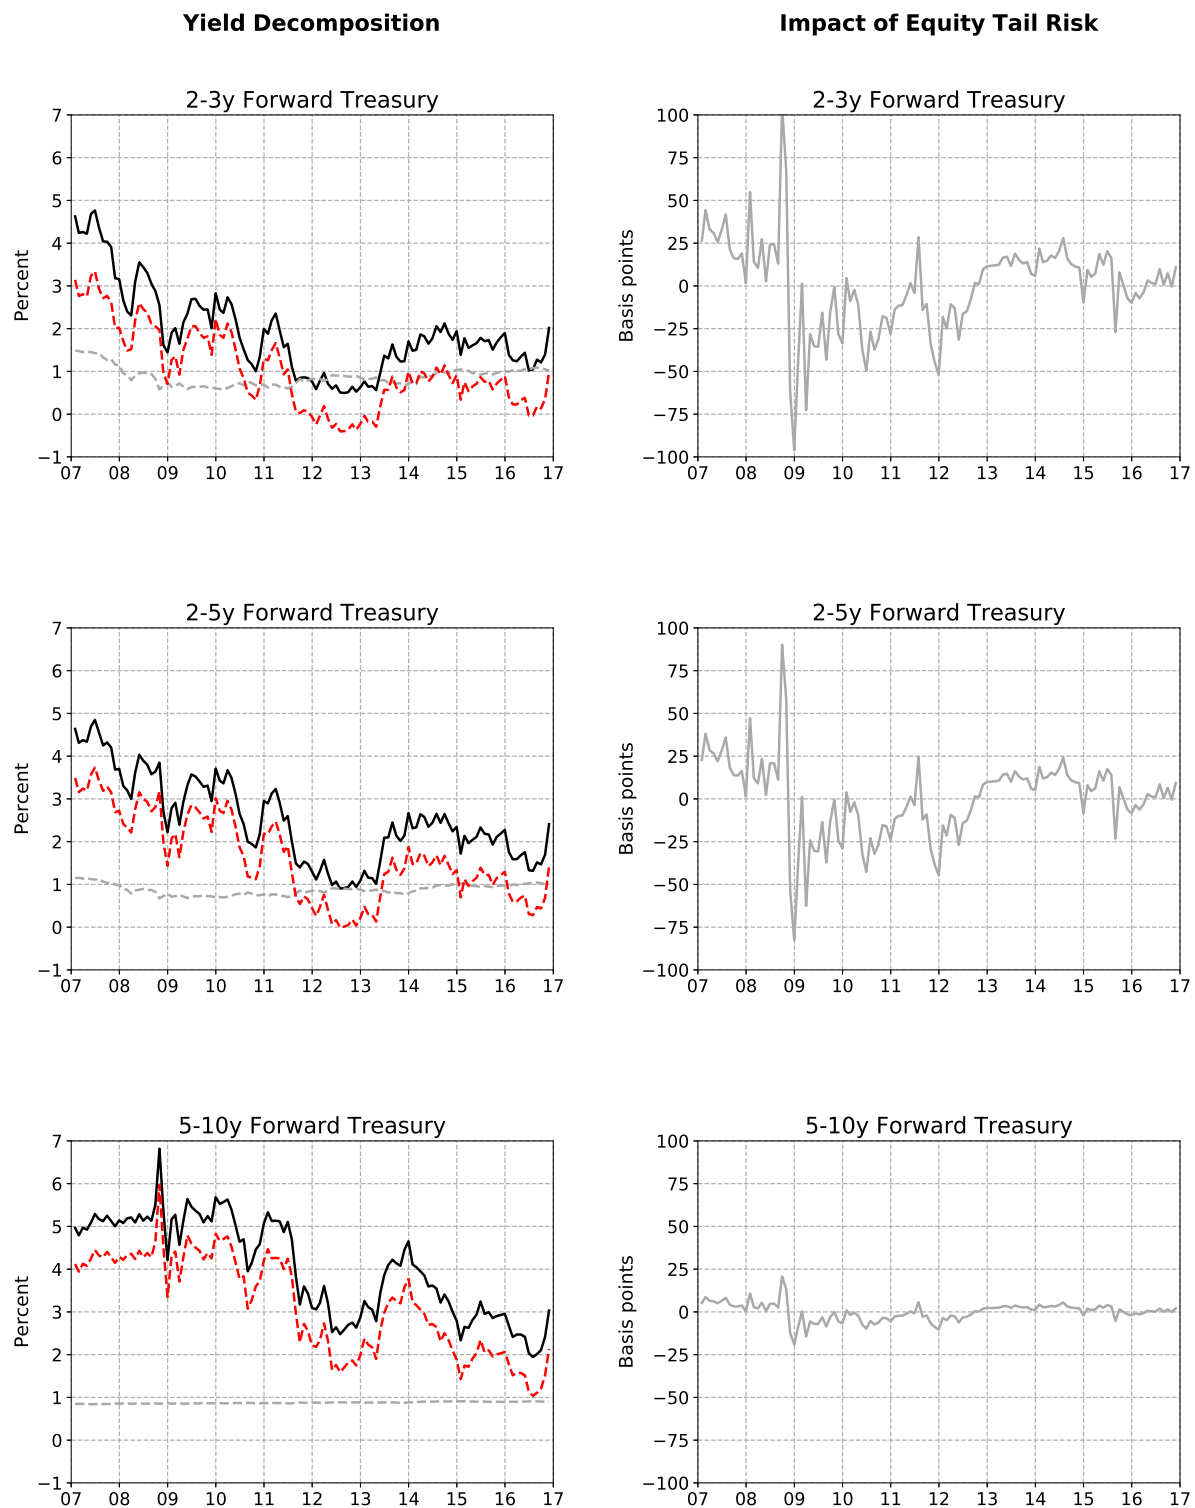 Yield Decomposition
Impact of Equity Tail Risk
2-3y Forward Treasury
7
6
5
4
3
2
1
0
−1
Percent
07 08 09 10 11 12 13 14 15 16 17
2-3y Forward Treasury
100
75
50
25
0
−25
−50
−75
−100
Basis points
07 08 09 10 11 12 13 14 15 16 17
2-5y Forward Treasury
7
6
5
4
3
2
1
0
−1
Percent
07 08 09 10 11 12 13 14 15 16 17
2-5y Forward Treasury
100
75
50
25
0
−25
−50
−75
−100
Basis points
07 08 09 10 11 12 13 14 15 16 17
5-10y Forward Treasury
7
6
5
4
3
2
1
0
−1
Percent
07 08 09 10 11 12 13 14 15 16 17
5-10y Forward Treasury
100
75
50
25
0
−25
−50
−75
−100
Basis points
07 08 09 10 11 12 13 14 15 16 17